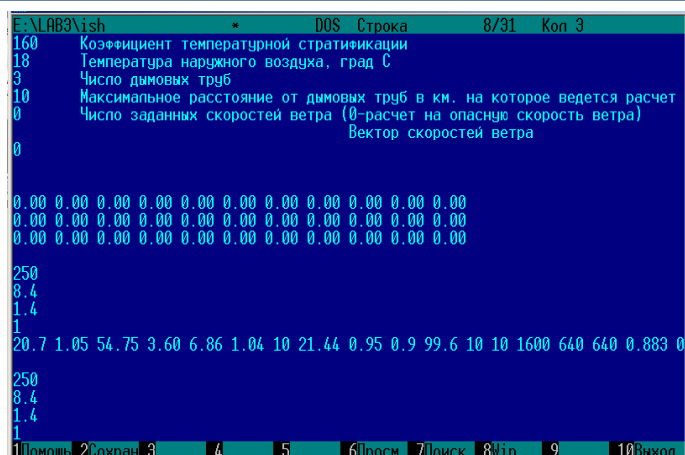 E:\LAB3\ish * DOS Строка 8/31 Кол 3
160 Коэффициент температурной стратификации
18 Температура наружного воздуха, град С
3 Число дымовых труб
10 Максимальное расстояние от дымовых труб в км. на которое ведется расчет
0 Число заданных скоростей ветра (0-расчет на опасную скорость ветра)
Вектор скоростей ветра
0
0.00 0.00 0.00 0.00 0.00 0.00 0.00 0.00 0.00 0.00 0.00
0.00 0.00 0.00 0.00 0.00 0.00 0.00 0.00 0.00 0.00 0.00
0.00 0.00 0.00 0.00 0.00 0.00 0.00 0.00 0.00 0.00 0.00
250
8.4
1.4
1
20.7 1.05 54.75 3.60 6.86 1.04 10 21.44 0.95 0.9 99.6 10 10 1600 640 640 0.883 0
250
8.4
1.4
1
1Помощь 2Сохран 3 4 5 6Просм 7Поиск 8Win 9 10Выход